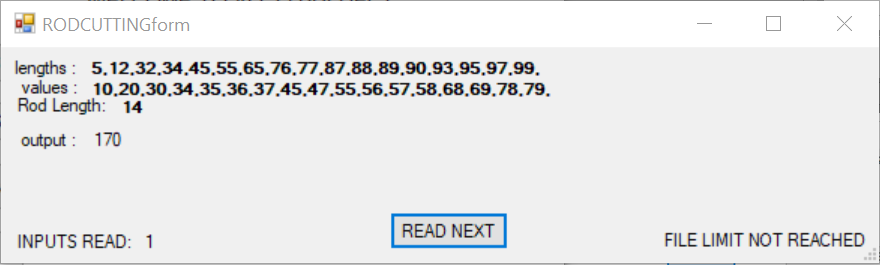 RODCUTTINGform
lengths : 5,12,32,34,45,55,65,76,77,87,88,89,90,93,95,97,99,
values : 10,20,30,34,35,36,37,45,47,55,56,57,58,68,69,78,79,
Rod Length: 14
output : 170
READ NEXT
INPUTS READ: 1
FILE LIMIT NOT REACHED